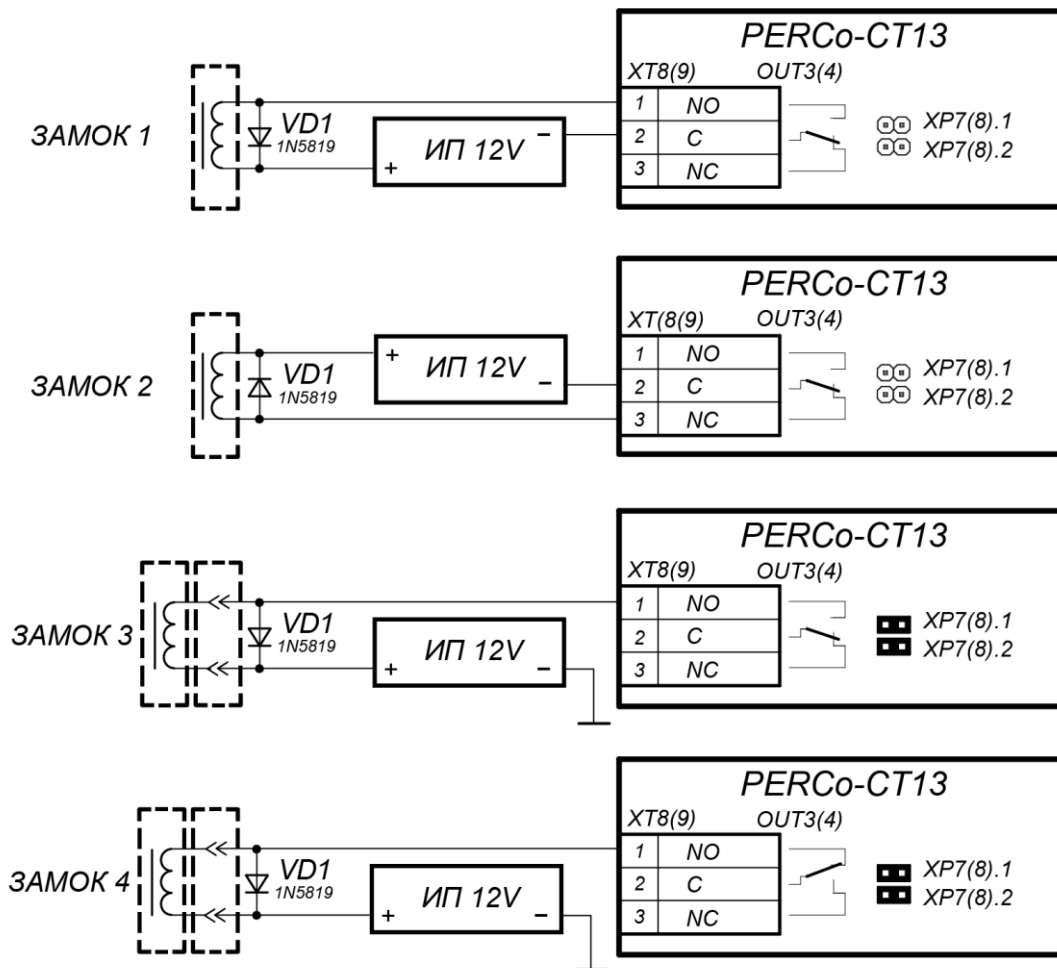 PERCo-CT13
XT8(9) OUT3(4)
ЗАМОК 1
VD1
1N5819
+ ИП 12V −
1 NO
2 C
3 NC
XP7(8).1
XP7(8).2
PERCo-CT13
XT(8(9) OUT3(4)
ЗАМОК 2
VD1
1N5819
+ ИП 12V −
1 NO
2 C
3 NC
XP7(8).1
XP7(8).2
PERCo-CT13
XT8(9) OUT3(4)
ЗАМОК 3
VD1
1N5819
+ ИП 12V −
1 NO
2 C
3 NC
XP7(8).1
XP7(8).2
PERCo-CT13
XT8(9) OUT3(4)
ЗАМОК 4
VD1
1N5819
+ ИП 12V −
1 NO
2 C
3 NC
XP7(8).1
XP7(8).2